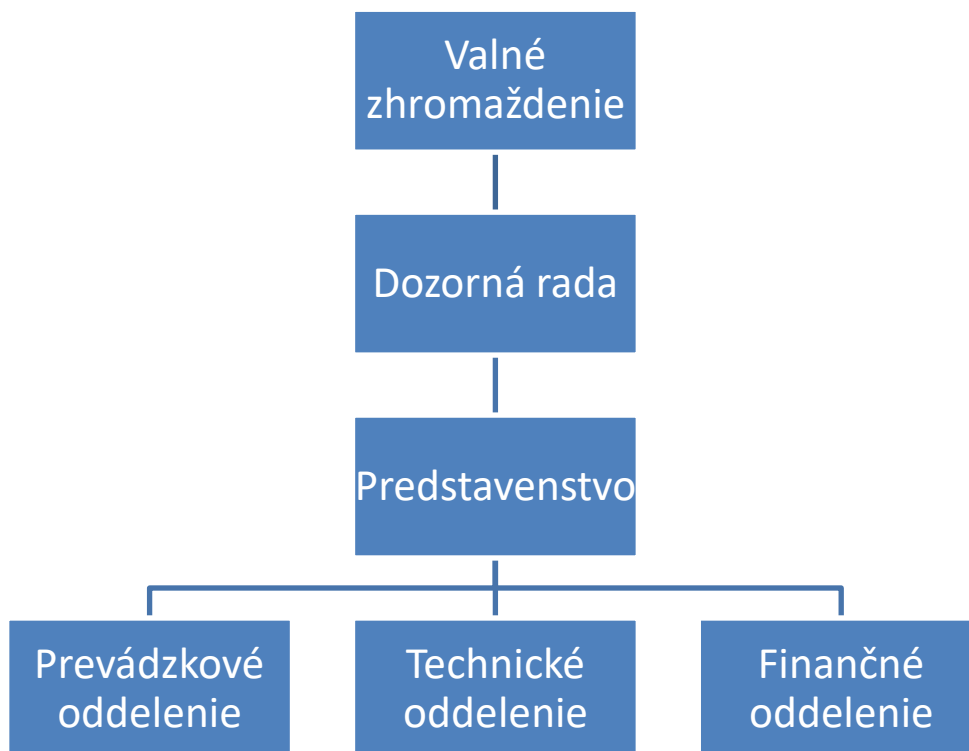 Valné
zhromaždenie
Dozorná rada
Predstavenstvo
Prevádzkové
oddelenie
Technické
oddelenie
Finančné
oddelenie